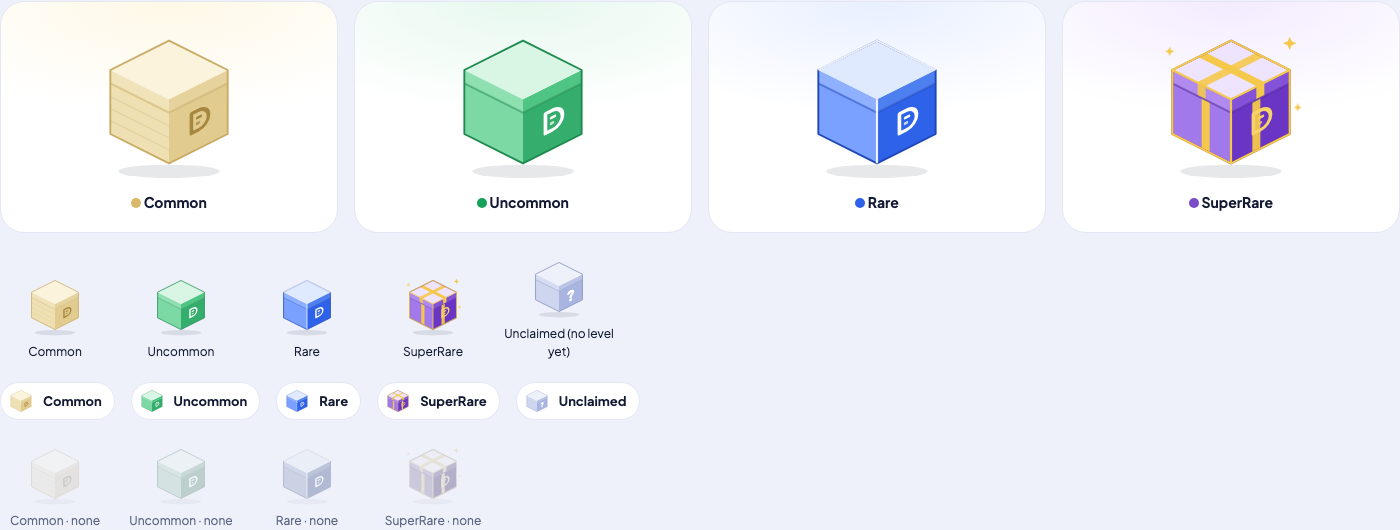 Common
Uncommon
Rare
SuperRare
Common
Uncommon
Rare
SuperRare
Unclaimed (no level
yet)
Common
Uncommon
Rare
SuperRare
Unclaimed
Common · none
Uncommon · none
Rare · none
SuperRare · none